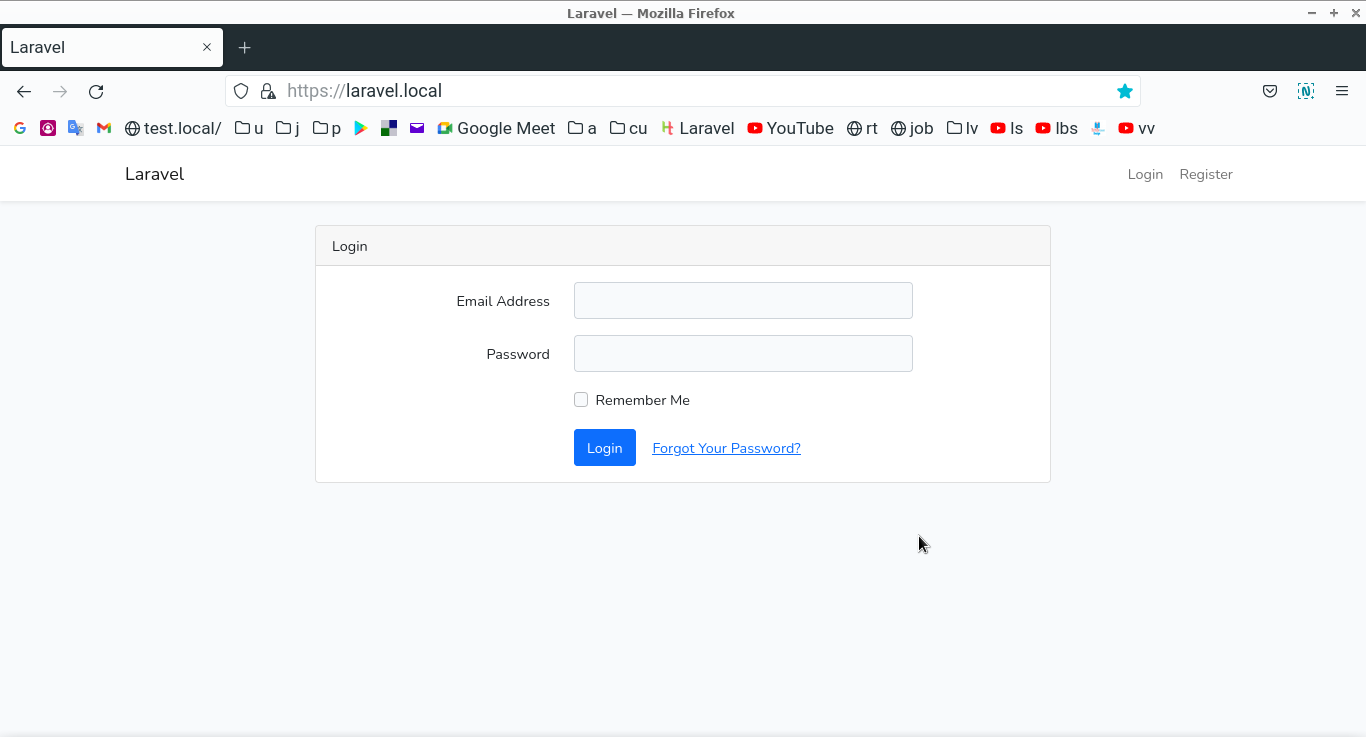 Laravel — Mozilla Firefox
Laravel
https://laravel.local
test.local/ u j p Google Meet a cu Laravel YouTube rt job lv ls lbs vv
Laravel Login Register
Login
Email Address
Password
Remember Me
Login Forgot Your Password?